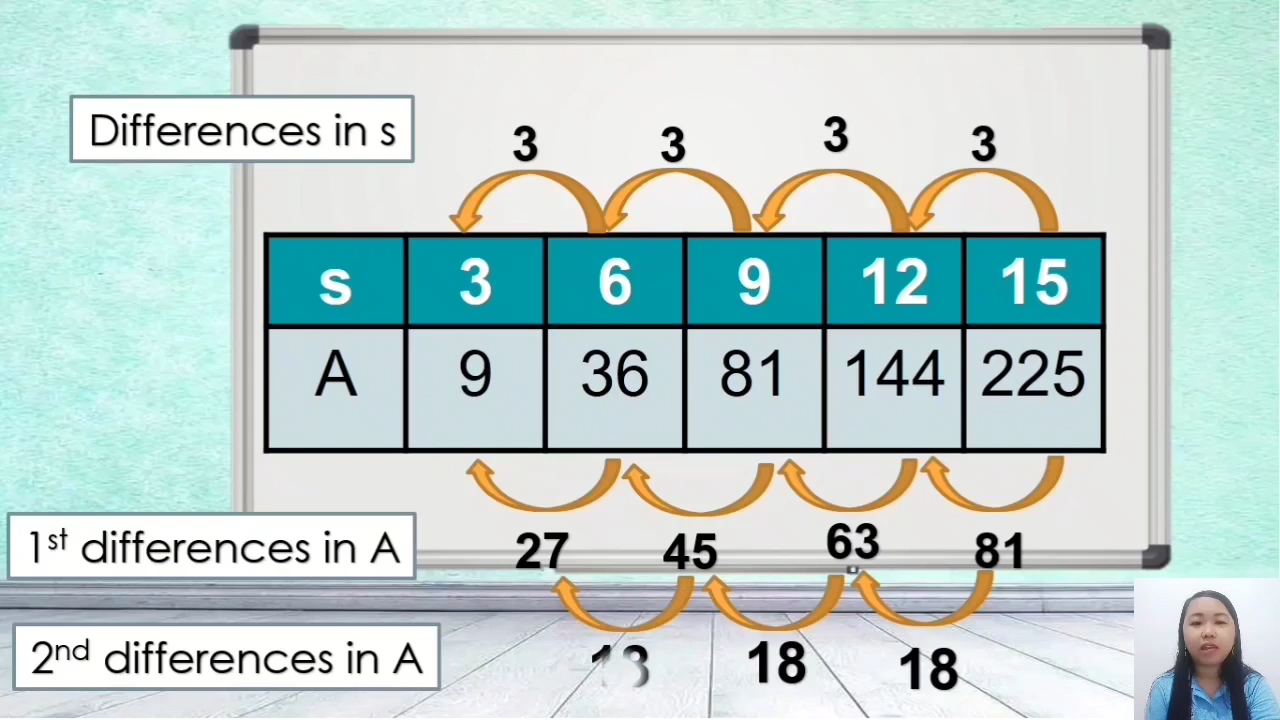 Differences in s
3 3 3 3
s 3 6 9 12 15
A 9 36 81 144 225
1st differences in A
27 45 63 81
2nd differences in A
18 18